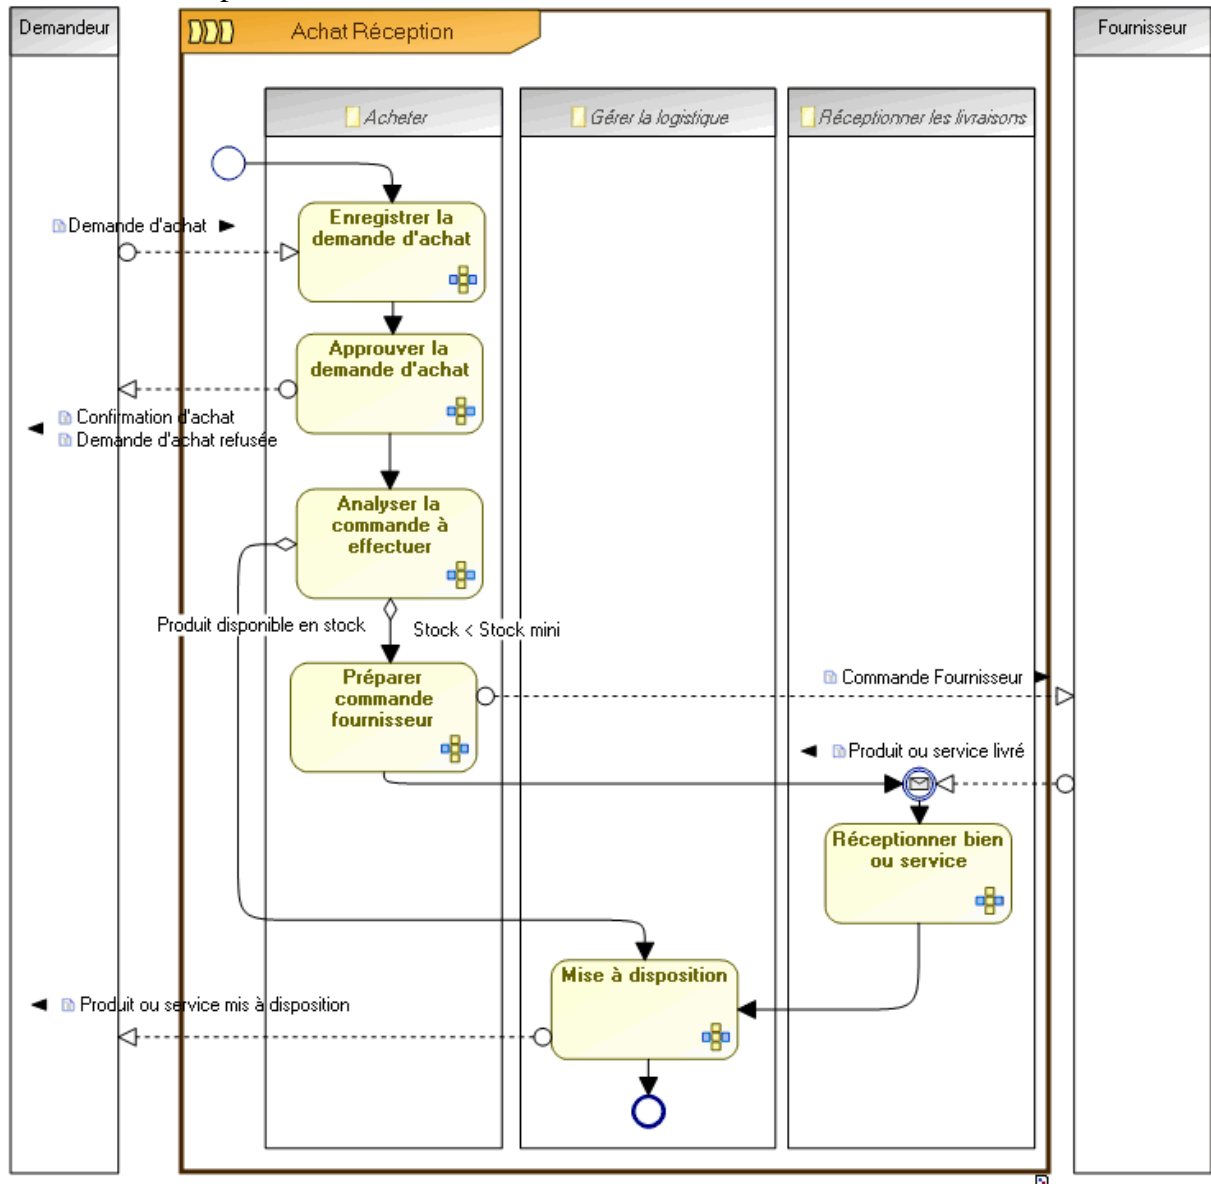 Demandeur
Achat Réception
Fournisseur
Acheter
Gérer la logistique
Réceptionner les livraisons
Demande d'achat
Enregistrer la
demande d'achat
Approuver la
demande d'achat
Confirmation d'achat
Demande d'achat refusée
Analyser la
commande à
effectuer
Produit disponible en stock
Stock < Stock mini
Préparer
commande
fournisseur
Commande Fournisseur
Produit ou service livré
Réceptionner bien
ou service
Mise à disposition
Produit ou service mis à disposition